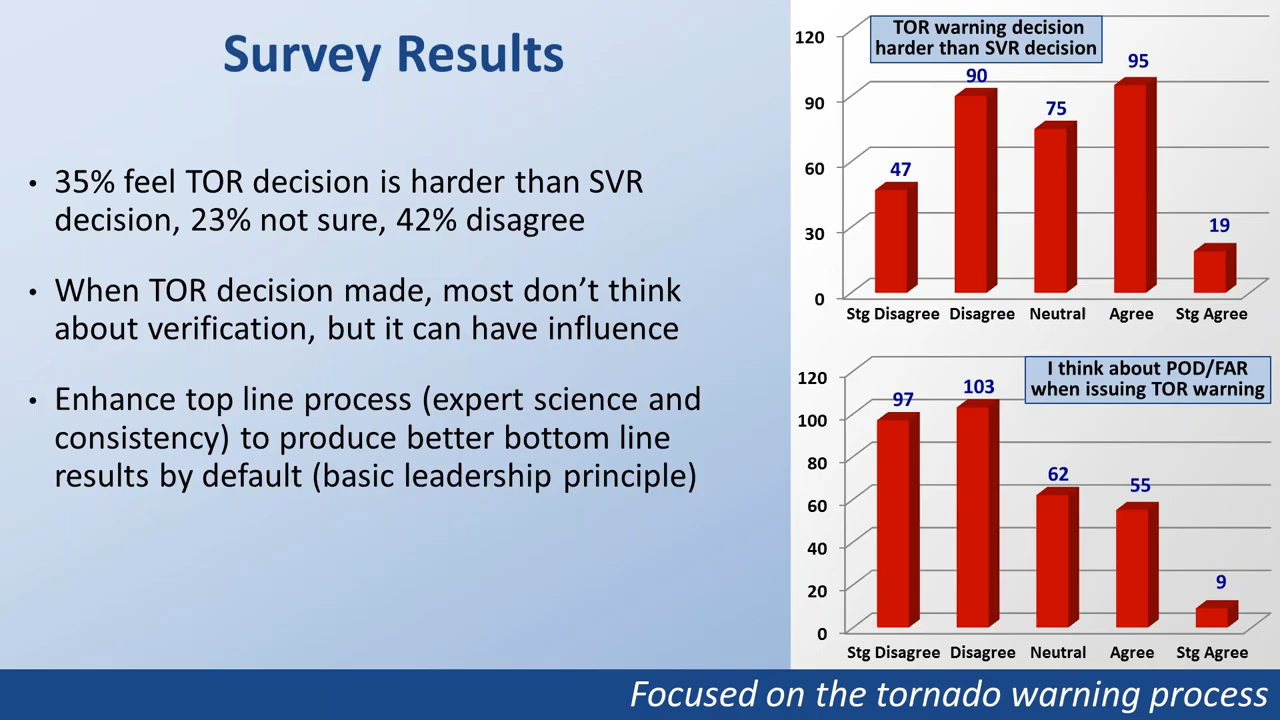 Survey Results
• 35% feel TOR decision is harder than SVR
decision, 23% not sure, 42% disagree
• When TOR decision made, most don’t think
about verification, but it can have influence
• Enhance top line process (expert science and
consistency) to produce better bottom line
results by default (basic leadership principle)
TOR warning decision
harder than SVR decision
120
90
60
30
0
47
90
75
95
19
Stg Disagree Disagree Neutral Agree Stg Agree
I think about POD/FAR
when issuing TOR warning
120
100
80
60
40
20
0
97
103
62
55
9
Stg Disagree Disagree Neutral Agree Stg Agree
Focused on the tornado warning process